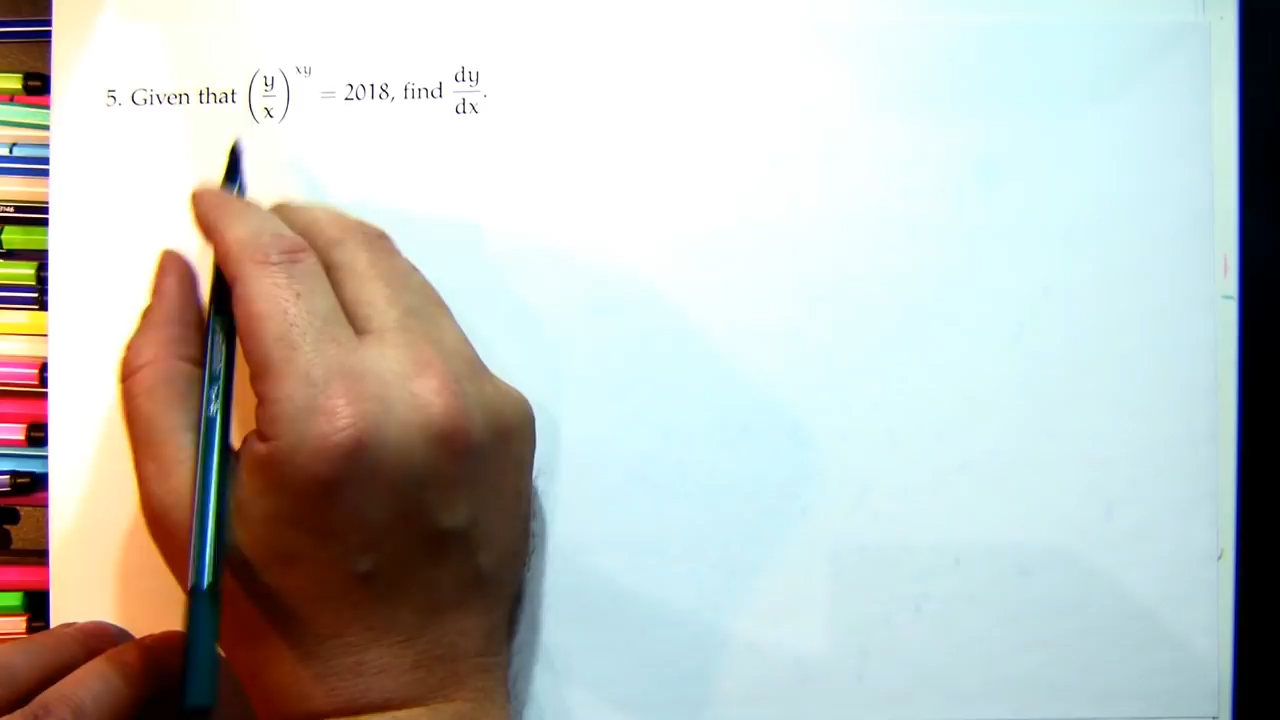 5. Given that (y/x)^xy = 2018, find dy/dx.